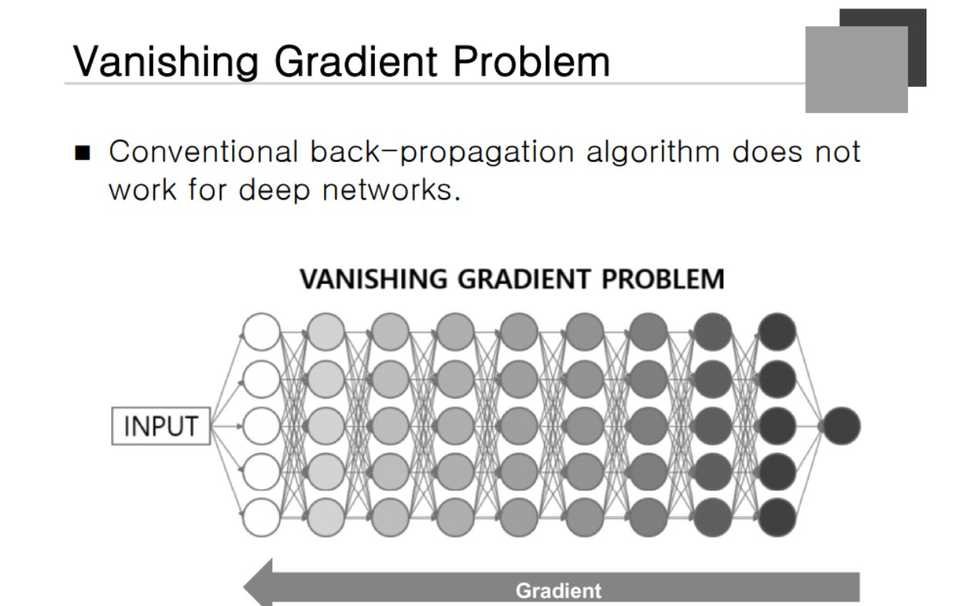 Vanishing Gradient Problem
■ Conventional back-propagation algorithm does not
work for deep networks.
VANISHING GRADIENT PROBLEM
INPUT
Gradient